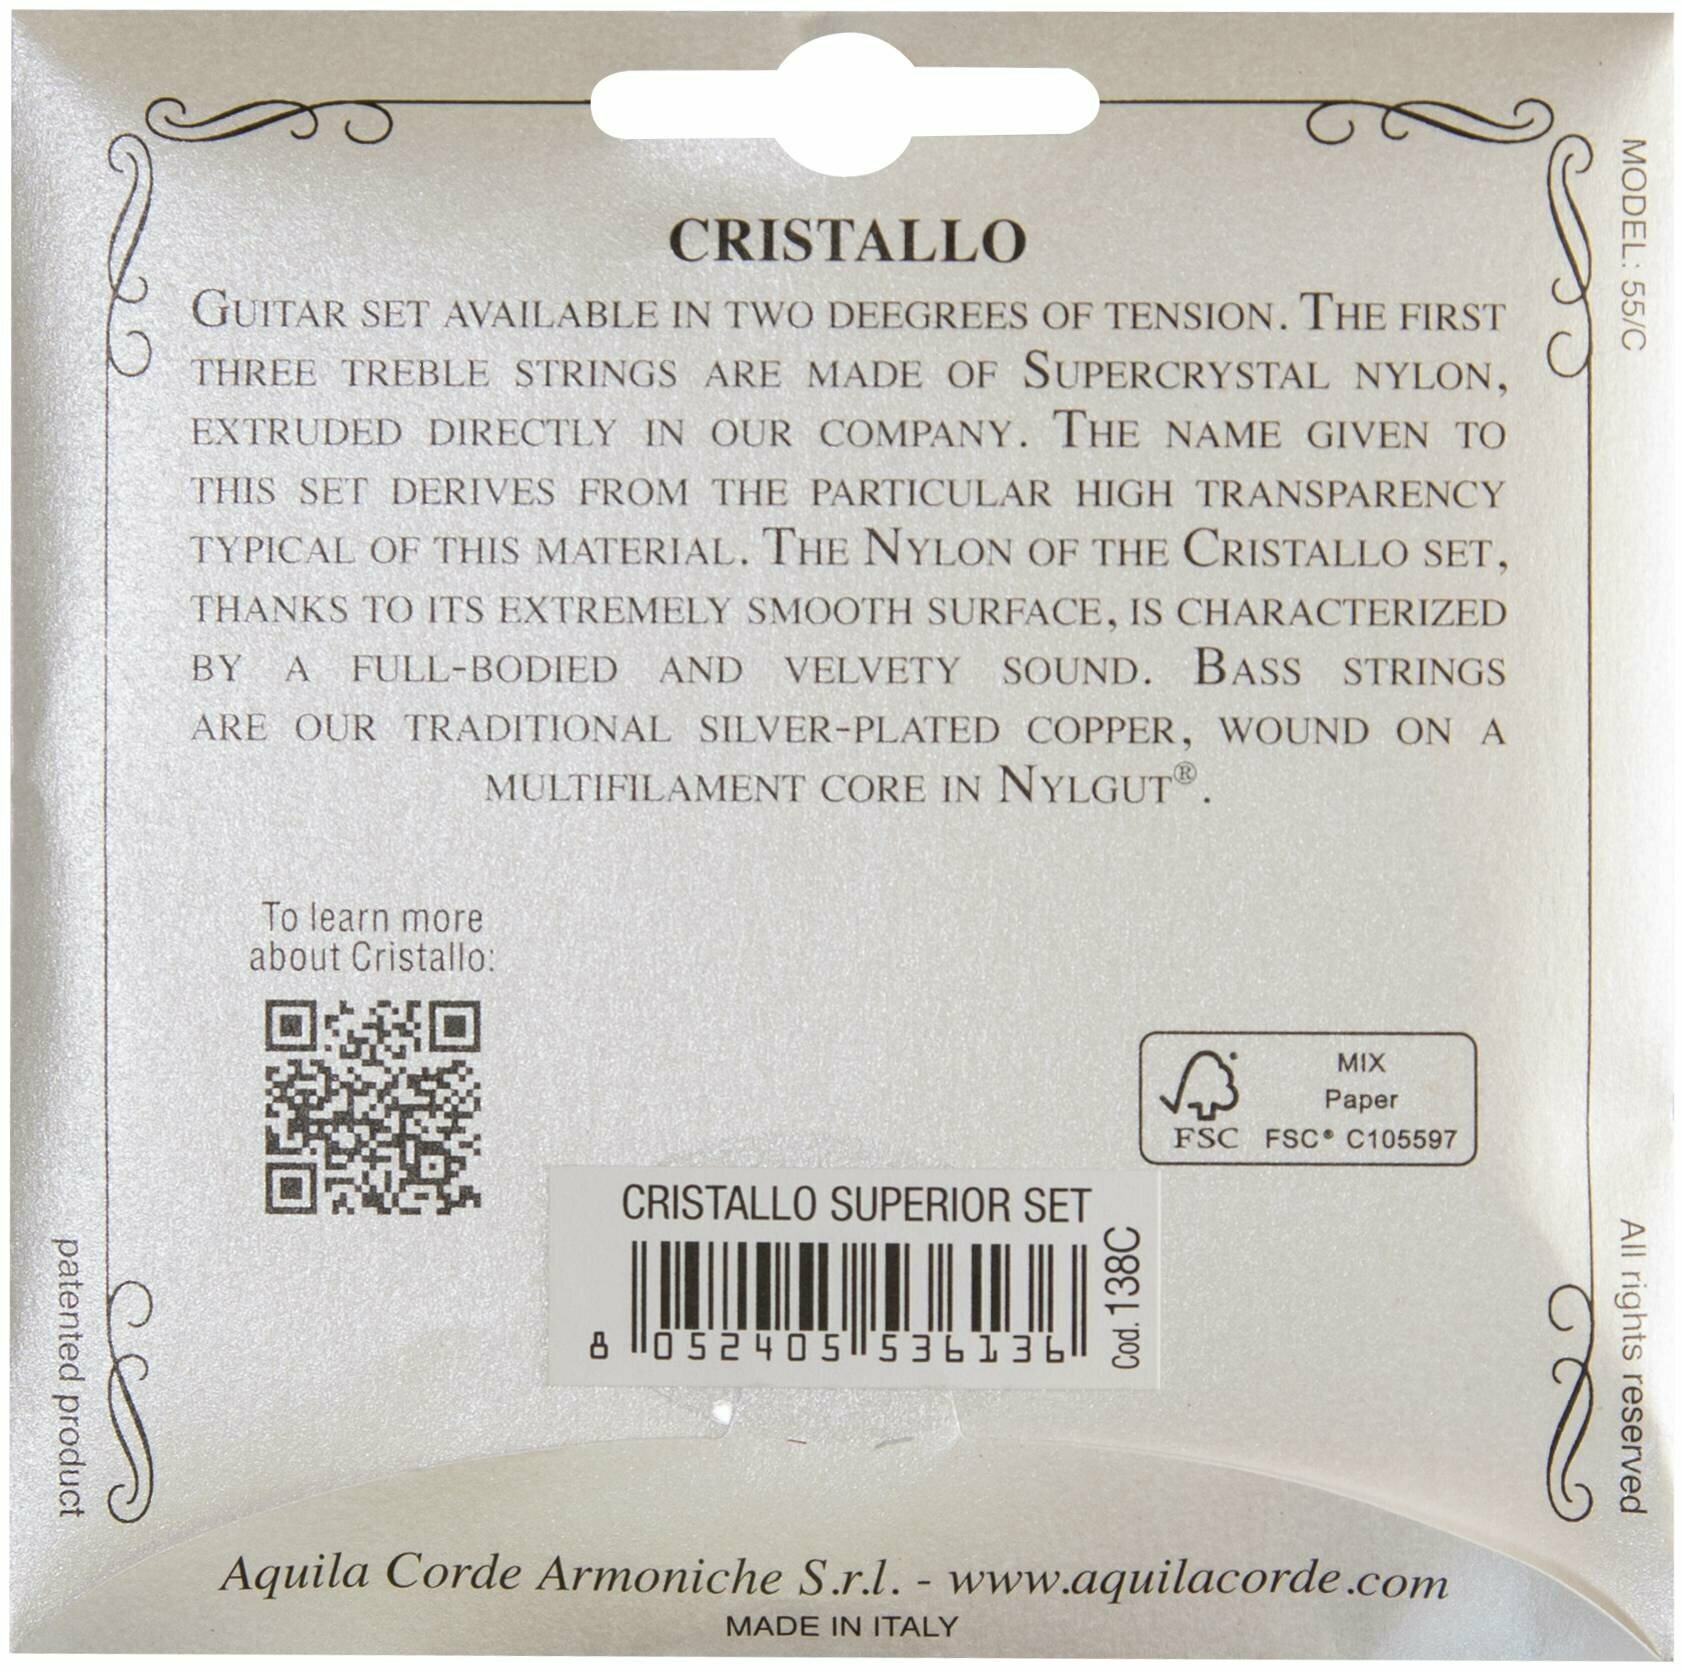 CRISTALLO
GUITAR SET AVAILABLE IN TWO DEEGREES OF TENSION. THE FIRST
THREE TREBLE STRINGS ARE MADE OF SUPERCRYSTAL NYLON,
EXTRUDED DIRECTLY IN OUR COMPANY. THE NAME GIVEN TO
THIS SET DERIVES FROM THE PARTICULAR HIGH TRANSPARENCY
TYPICAL OF THIS MATERIAL. THE NYLON OF THE CRISTALLO SET,
THANKS TO ITS EXTREMELY SMOOTH SURFACE, IS CHARACTERIZED
BY A FULL-BODIED AND VELVETY SOUND. BASS STRINGS
ARE OUR TRADITIONAL SILVER-PLATED COPPER, WOUND ON A
MULTIFILAMENT CORE IN NYLGUT®.
MODEL: 55/C
To learn more
about Cristallo:
MIX
Paper
FSC FSC® C105597
CRISTALLO SUPERIOR SET
8 052405 536136
Cod. 138C
patented product
All rights reserved
Aquila Corde Armoniche S.r.l. - www.aquilacorde.com
MADE IN ITALY